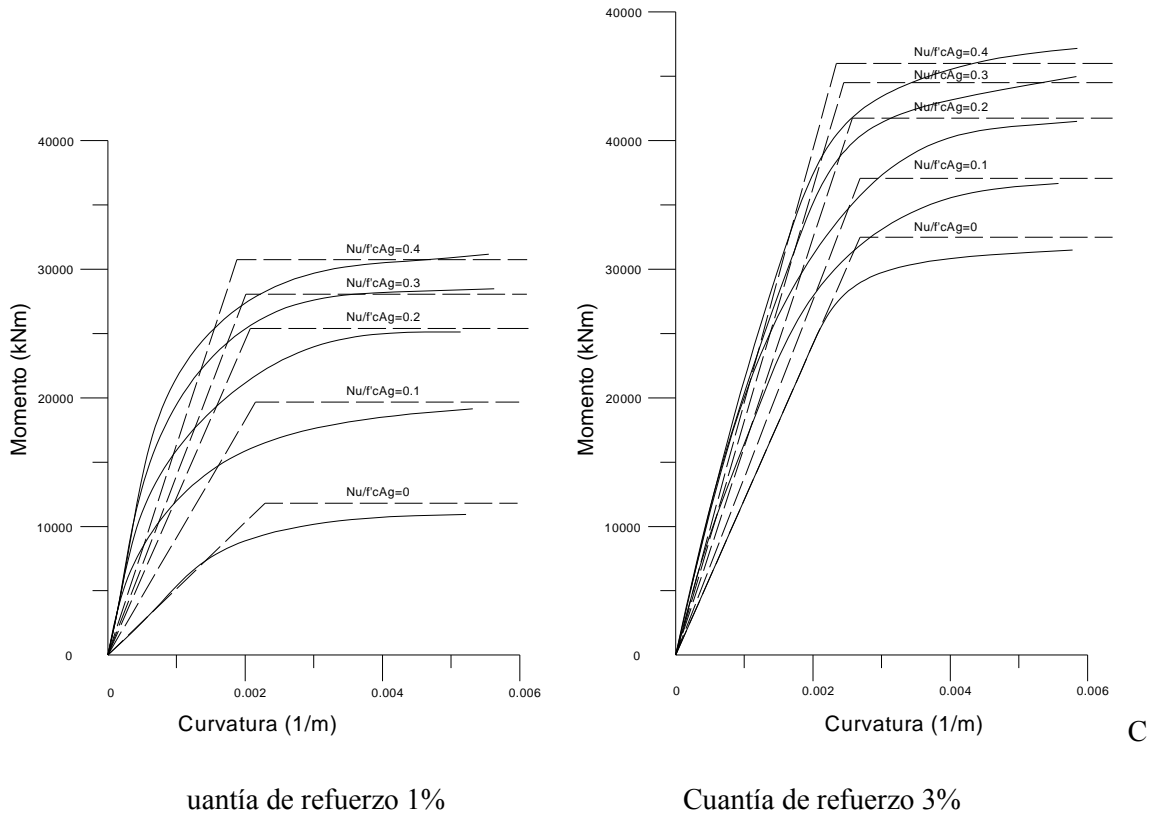 40000
30000
20000
10000
0
Momento (kNm)
Nu/f'cAg=0.4
Nu/f'cAg=0.3
Nu/f'cAg=0.2
Nu/f'cAg=0.1
Nu/f'cAg=0
0
0.002
0.004
0.006
Curvatura (1/m)
40000
40000
30000
20000
10000
0
Momento (kNm)
Nu/f'cAg=0.4
Nu/f'cAg=0.3
Nu/f'cAg=0.2
Nu/f'cAg=0.1
Nu/f'cAg=0
0
0.002
0.004
0.006
Curvatura (1/m)
C
uantía de refuerzo 1%
Cuantía de refuerzo 3%